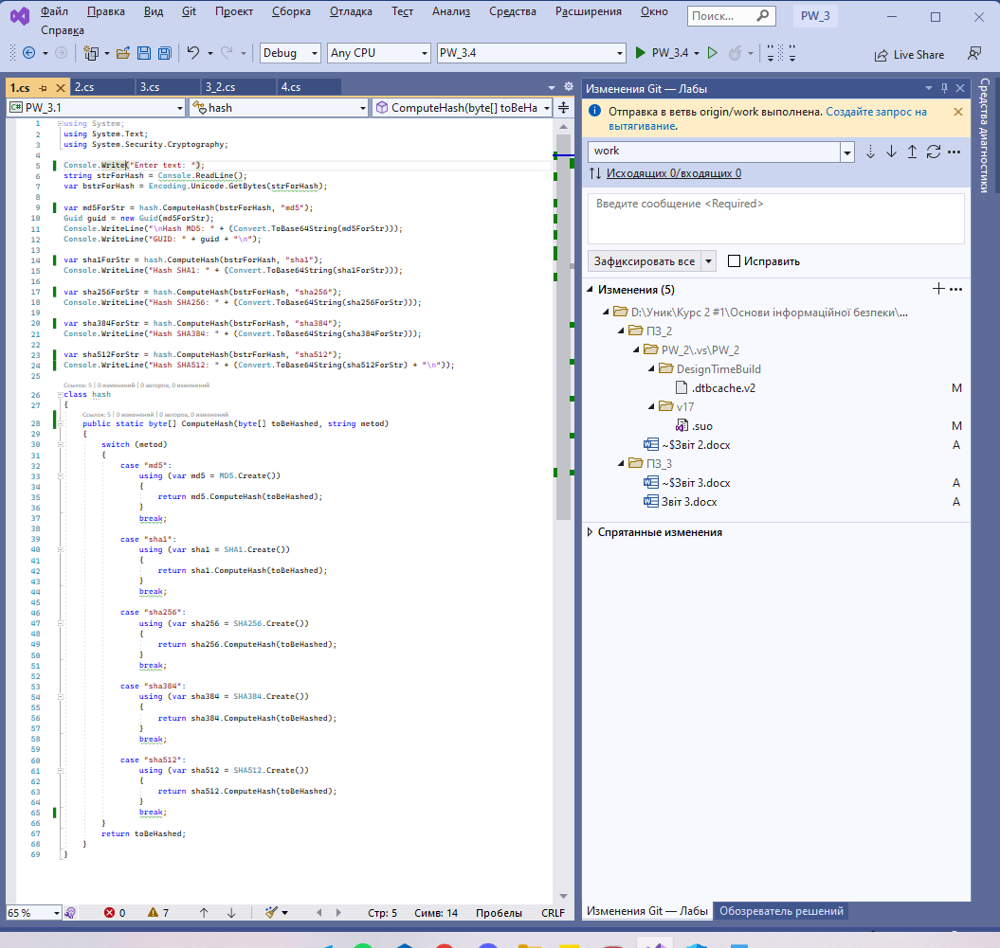 Файл Правка Вид Git Проект Сборка Отладка Тест Анализ Средства Расширения Окно Поиск... PW_3
Справка
Debug Any CPU PW_3.4 PW_3.4 Live Share
1.cs 2.cs 3.cs 3_2.cs 4.cs
PW_3.1 hash ComputeHash(byte[] toBeHa
1 using System;
2 using System.Text;
3 using System.Security.Cryptography;
4
5 Console.Write("Enter text: ");
6 string strForHash = Console.ReadLine();
7 var bstrForHash = Encoding.Unicode.GetBytes(strForHash);
8
9 var md5ForStr = hash.ComputeHash(bstrForHash, "md5");
10 Guid guid = new Guid(md5ForStr);
11 Console.WriteLine("\nHash MD5: " + (Convert.ToBase64String(md5ForStr)));
12 Console.WriteLine("GUID: " + guid + "\n");
13
14 var sha1ForStr = hash.ComputeHash(bstrForHash, "sha1");
15 Console.WriteLine("Hash SHA1: " + (Convert.ToBase64String(sha1ForStr)));
16
17 var sha256ForStr = hash.ComputeHash(bstrForHash, "sha256");
18 Console.WriteLine("Hash SHA256: " + (Convert.ToBase64String(sha256ForStr)));
19
20 var sha384ForStr = hash.ComputeHash(bstrForHash, "sha384");
21 Console.WriteLine("Hash SHA384: " + (Convert.ToBase64String(sha384ForStr)));
22
23 var sha512ForStr = hash.ComputeHash(bstrForHash, "sha512");
24 Console.WriteLine("Hash SHA512: " + (Convert.ToBase64String(sha512ForStr) + "\n"));
25
Ссылок: 5 | 0 изменений | 0 авторов, 0 изменений
26 class hash
27 {
Ссылок: 5 | 0 изменений | 0 авторов, 0 изменений
28 public static byte[] ComputeHash(byte[] toBeHashed, string metod)
29 {
30 switch (metod)
31 {
32 case "md5":
33 using (var md5 = MD5.Create())
34 {
35 return md5.ComputeHash(toBeHashed);
36 }
37 break;
38
39 case "sha1":
40 using (var sha1 = SHA1.Create())
41 {
42 return sha1.ComputeHash(toBeHashed);
43 }
44 break;
45
46 case "sha256":
47 using (var sha256 = SHA256.Create())
48 {
49 return sha256.ComputeHash(toBeHashed);
50 }
51 break;
52
53 case "sha384":
54 using (var sha384 = SHA384.Create())
55 {
56 return sha384.ComputeHash(toBeHashed);
57 }
58 break;
59
60 case "sha512":
61 using (var sha512 = SHA512.Create())
62 {
63 return sha512.ComputeHash(toBeHashed);
64 }
65 break;
66 }
67 return toBeHashed;
68 }
69 }
65 % 0 7 Стр: 5 Симв: 14 Пробелы CRLF
Изменения Git — Лабы
Отправка в ветвь origin/work выполнена. Создайте запрос на
вытягивание.
work
Исходящих 0/входящих 0
Введите сообщение <Required>
Зафиксировать все Исправить
Изменения (5)
D:\Уник\Курс 2 #1\Основи інформаційної безпеки\...
ПЗ_2
PW_2\.vs\PW_2
DesignTimeBuild
.dtbcache.v2 M
v17
.suo M
~$Звіт 2.docx A
ПЗ_3
~$Звіт 3.docx A
Звіт 3.docx A
Спрятанные изменения
Изменения Git — Лабы Обозреватель решений
Средства диагностики